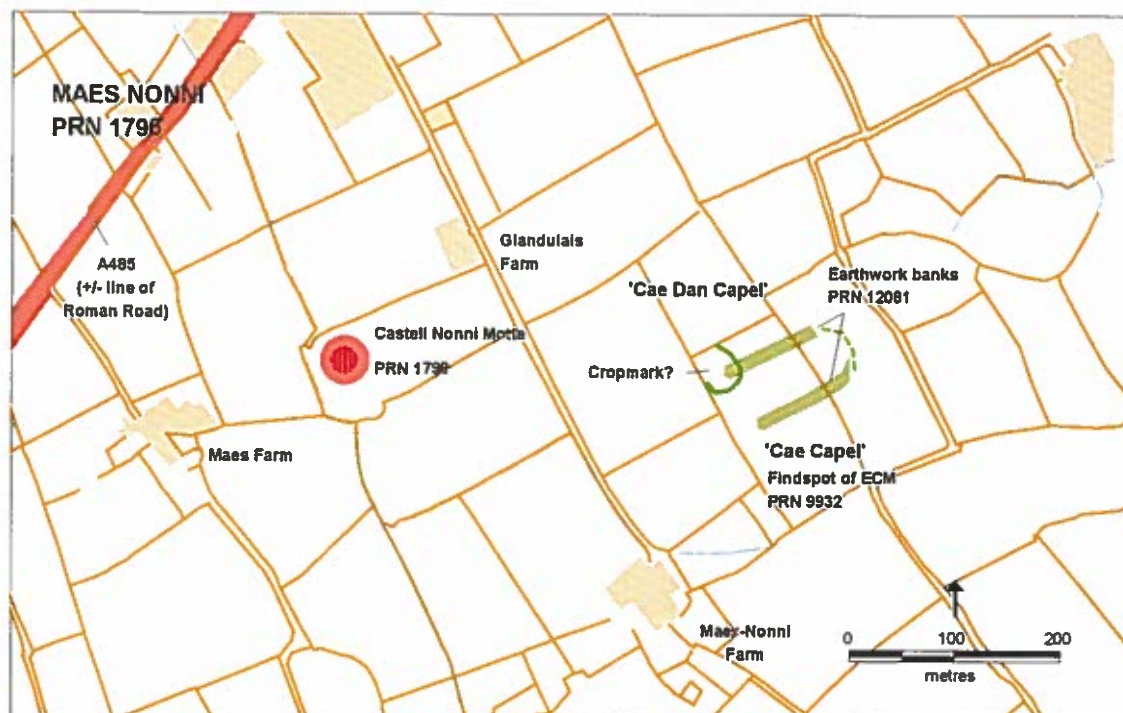 MAES NONNI
PRN 1796
A485
(+/- line of
Roman Road)
Glandulais
Farm
Castell Nonni Motte
PRN 1798
Maes Farm
'Cae Dan Capel'
Earthwork banks
PRN 12081
Cropmark?
'Cae Capel'
Findspot of ECM
PRN 9932
Maes-Nonni
Farm
0 100 200
metres